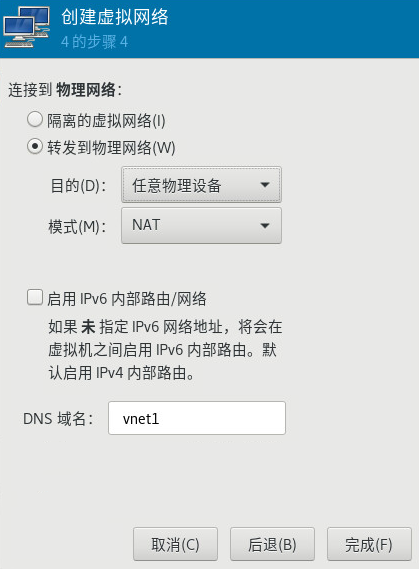 创建虚拟网络
4 的步骤 4
连接到 物理网络：
隔离的虚拟网络(I)
转发到物理网络(W)
目的(D)： 任意物理设备
模式(M)： NAT
启用 IPv6 内部路由/网络
如果 未 指定 IPv6 网络地址，将会在
虚拟机之间启用 IPv6 内部路由。默
认启用 IPv4 内部路由。
DNS 域名： vnet1
取消(C) 后退(B) 完成(F)